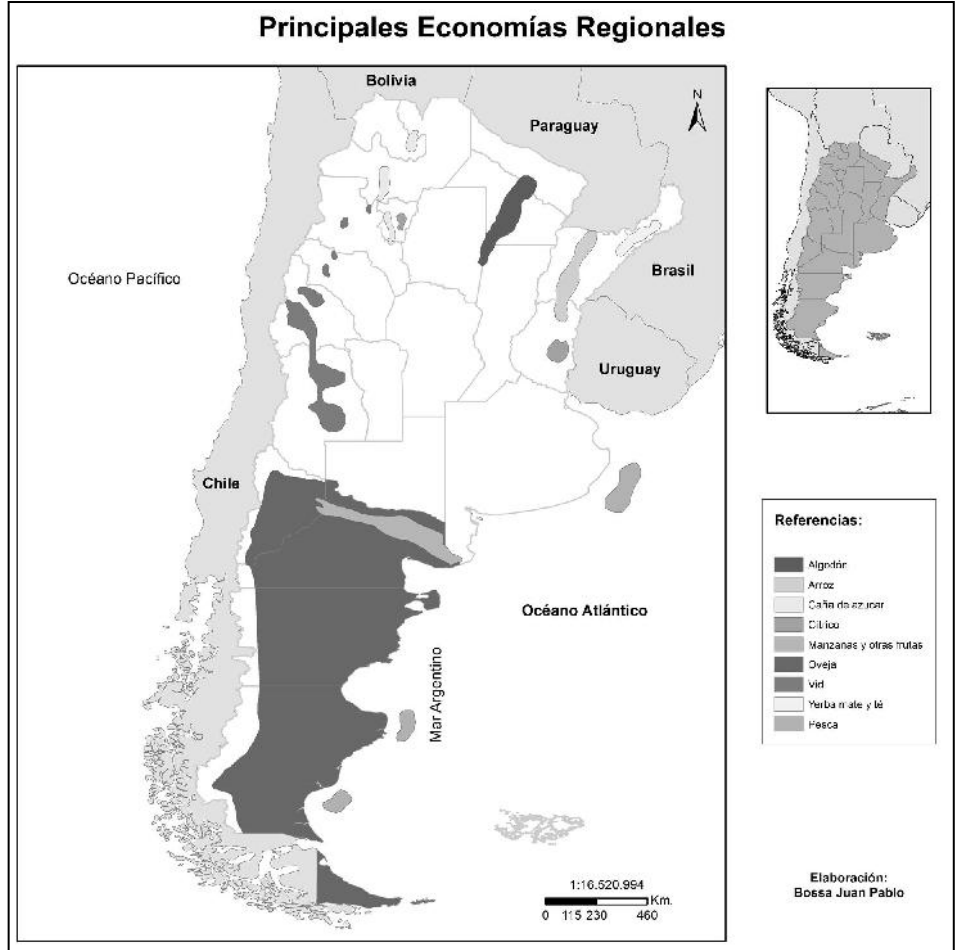 Principales Economías Regionales
Bolivia
Paraguay
N
Océano Pacífico
Brasil
Uruguay
Chile
Océano Atlántico
Mar Argentino
1:16.520.994
Km.
0 115 230 460
Referencias:
Algodón
Arroz
Caña de azucar
Citrico
Manzanas y otras frutas
Oveja
Vid
Yerba mate y té
Pesca
Elaboración:
Bossa Juan Pablo